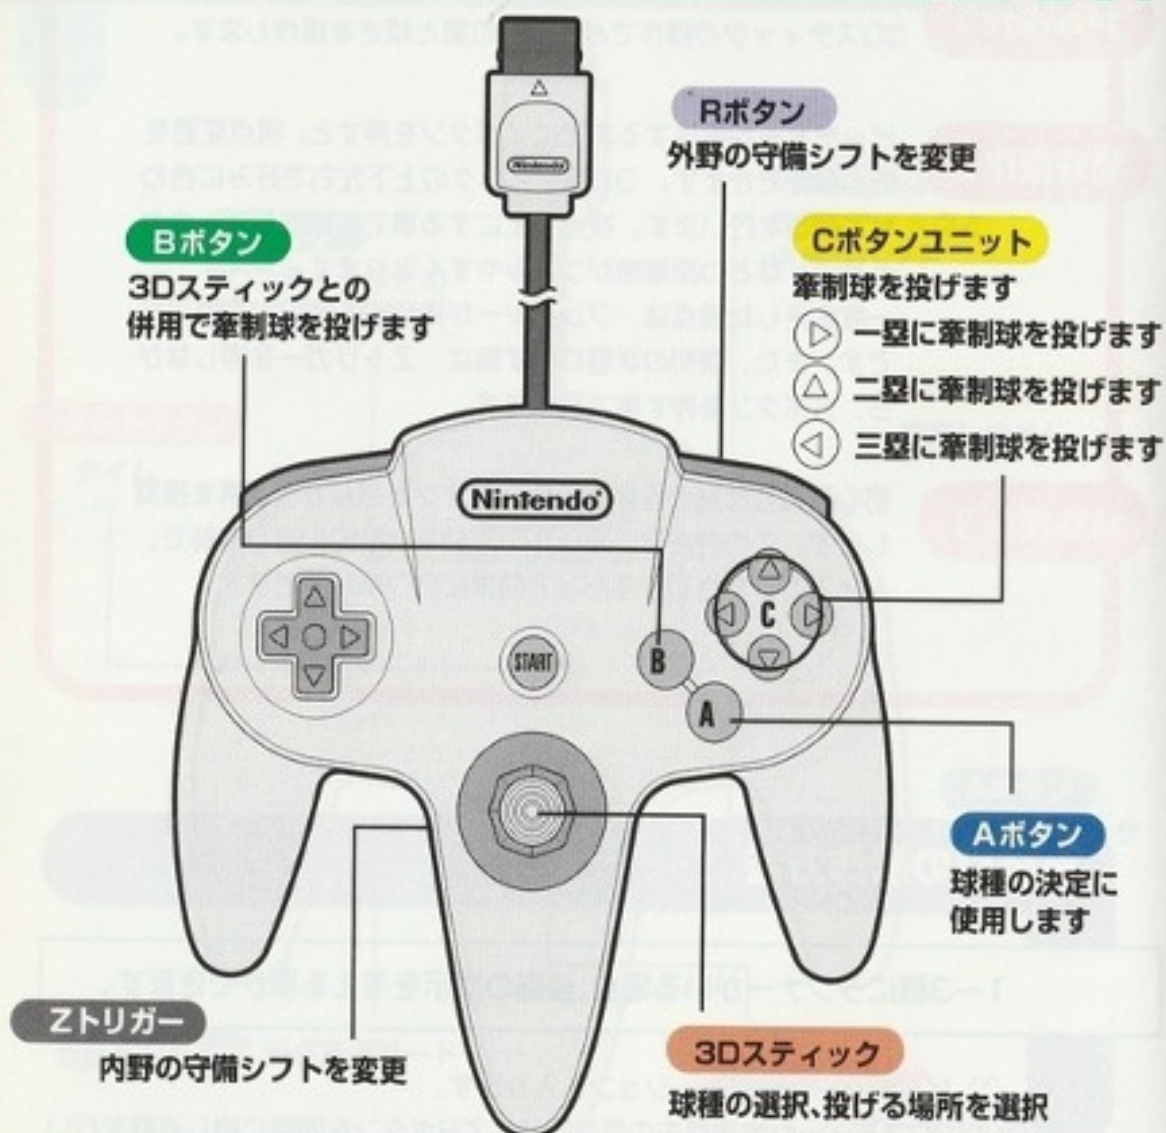 Nintendo
Rボタン
外野の守備シフトを変更
Bボタン
3Dスティックとの
併用で牽制球を投げます
Cボタンユニット
牽制球を投げます
一塁に牽制球を投げます
二塁に牽制球を投げます
三塁に牽制球を投げます
Nintendo
C
START
B
A
Aボタン
球種の決定に
使用します
Zトリガー
内野の守備シフトを変更
3Dスティック
球種の選択、投げる場所を選択